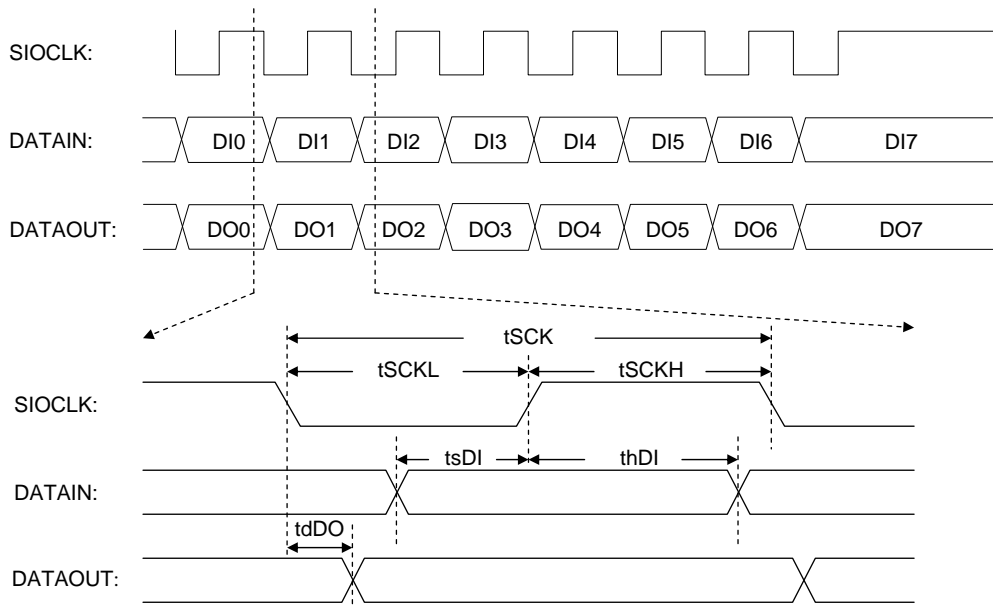 SIOCLK:
DATAIN: DI0 DI1 DI2 DI3 DI4 DI5 DI6 DI7
DATAOUT: DO0 DO1 DO2 DO3 DO4 DO5 DO6 DO7
tSCK
tSCKL tSCKH
SIOCLK:
tsDI thDI
DATAIN:
tdDO
DATAOUT: